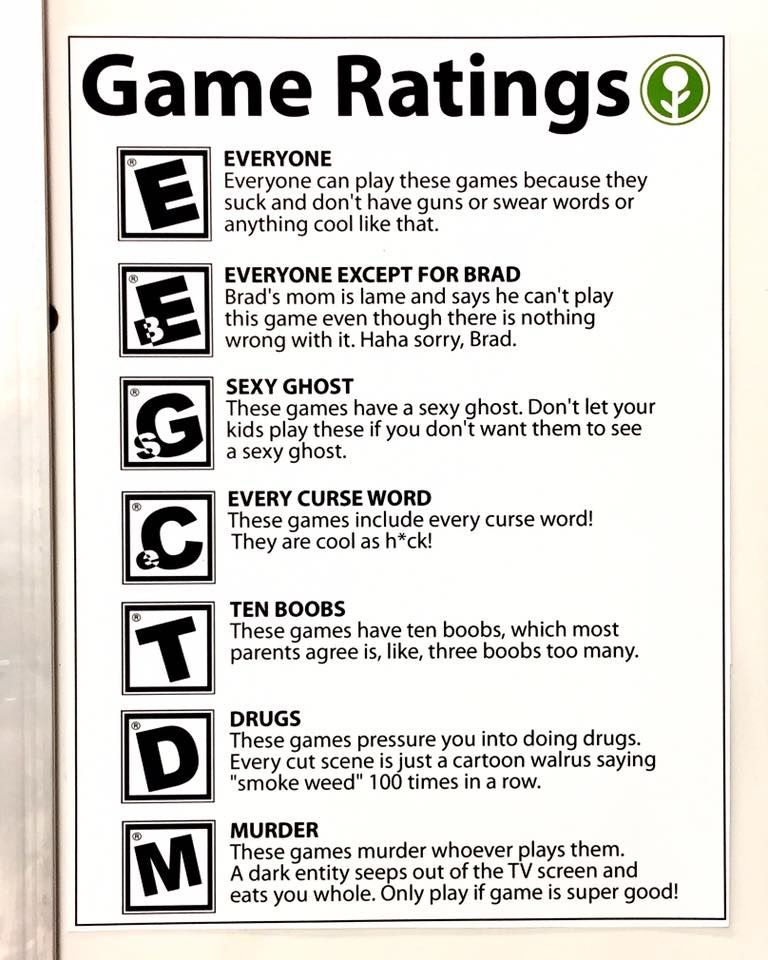 Game Ratings
® E
EVERYONE
Everyone can play these games because they
suck and don't have guns or swear words or
anything cool like that.
® E B
EVERYONE EXCEPT FOR BRAD
Brad's mom is lame and says he can't play
this game even though there is nothing
wrong with it. Haha sorry, Brad.
® s G
SEXY GHOST
These games have a sexy ghost. Don't let your
kids play these if you don't want them to see
a sexy ghost.
® e C
EVERY CURSE WORD
These games include every curse word!
They are cool as h*ck!
® T
TEN BOOBS
These games have ten boobs, which most
parents agree is, like, three boobs too many.
® D
DRUGS
These games pressure you into doing drugs.
Every cut scene is just a cartoon walrus saying
"smoke weed" 100 times in a row.
® M
MURDER
These games murder whoever plays them.
A dark entity seeps out of the TV screen and
eats you whole. Only play if game is super good!